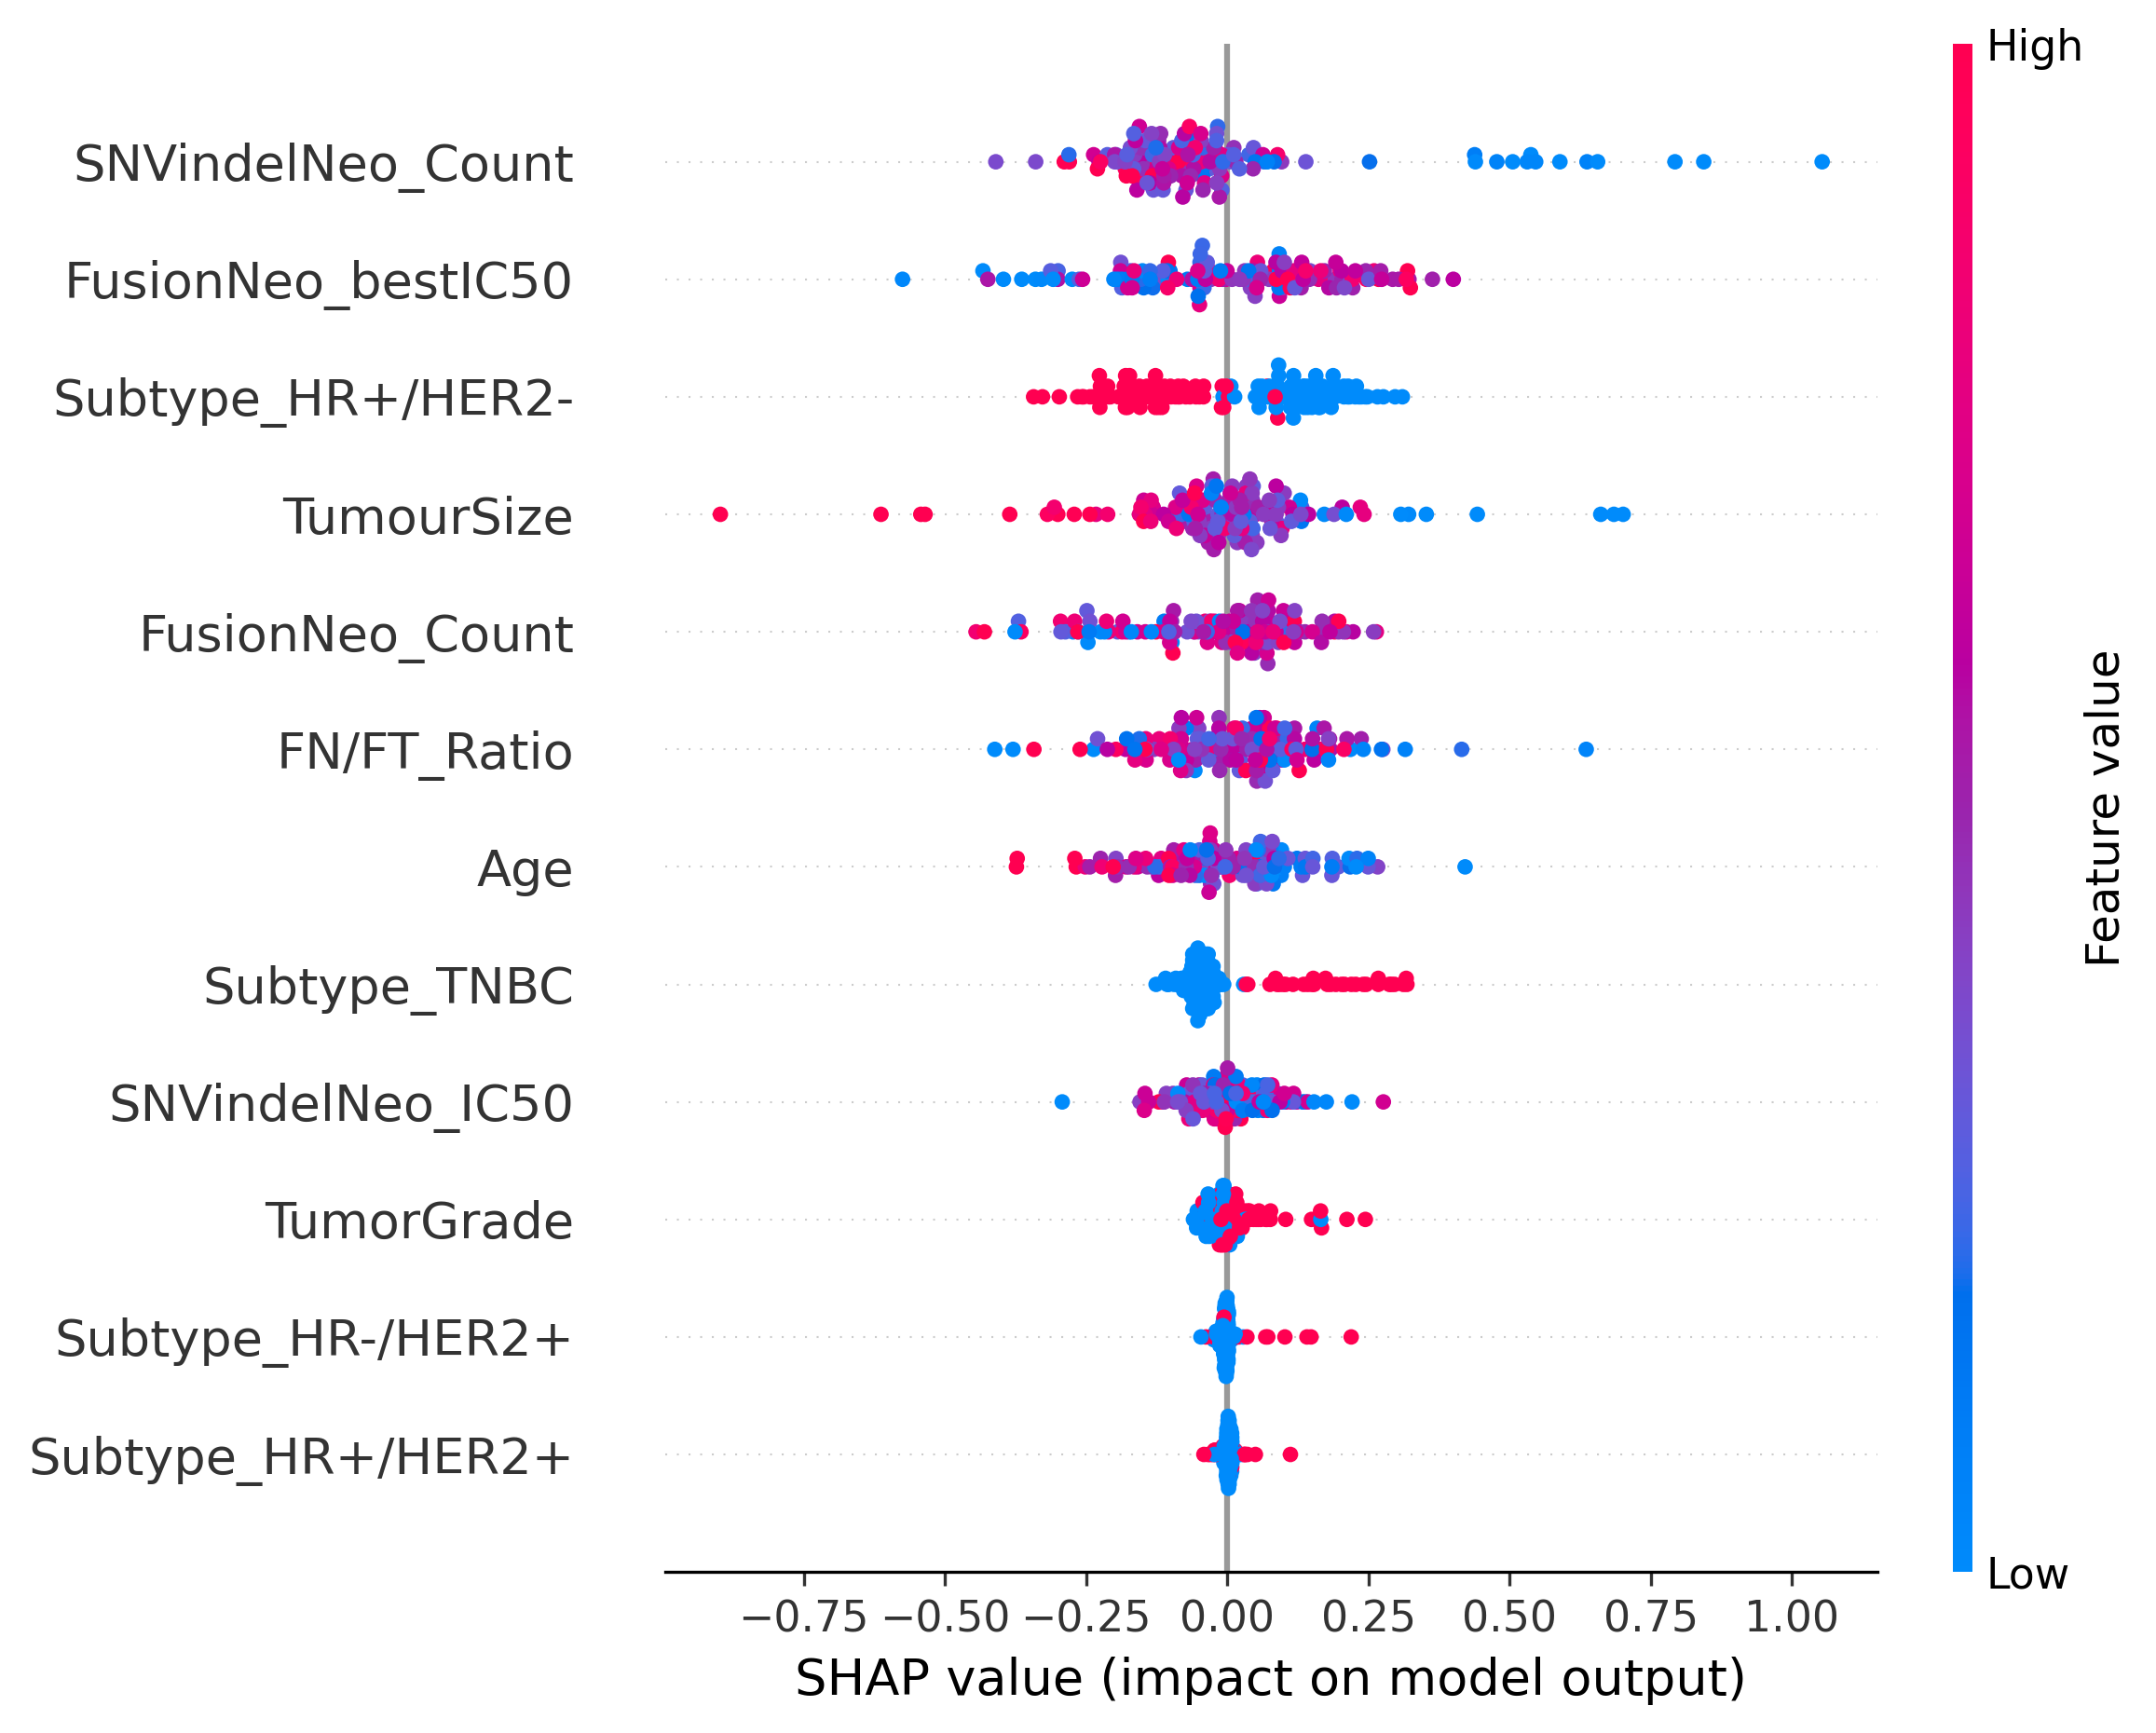 High
SNVindelNeo_Count
FusionNeo_bestIC50
Subtype_HR+/HER2-
TumourSize
FusionNeo_Count
FN/FT_Ratio
Age
Subtype_TNBC
SNVindelNeo_IC50
TumorGrade
Subtype_HR-/HER2+
Subtype_HR+/HER2+
Feature value
Low
−0.75 −0.50 −0.25 0.00 0.25 0.50 0.75 1.00
SHAP value (impact on model output)